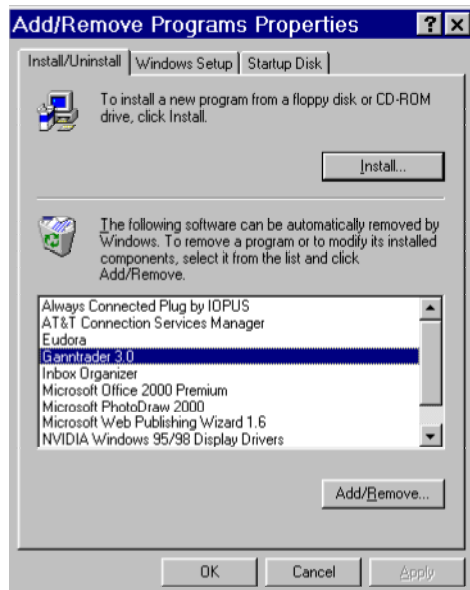 Add/Remove Programs Properties
Install/Uninstall
Windows Setup
Startup Disk
To install a new program from a floppy disk or CD-ROM
drive, click Install.
Install...
The following software can be automatically removed by
Windows. To remove a program or to modify its installed
components, select it from the list and click
Add/Remove.
Always Connected Plug by IOPUS
AT&T Connection Services Manager
Eudora
Ganntrader 3.0
Inbox Organizer
Microsoft Office 2000 Premium
Microsoft PhotoDraw 2000
Microsoft Web Publishing Wizard 1.6
NVIDIA Windows 95/98 Display Drivers
Add/Remove...
OK
Cancel
Apply